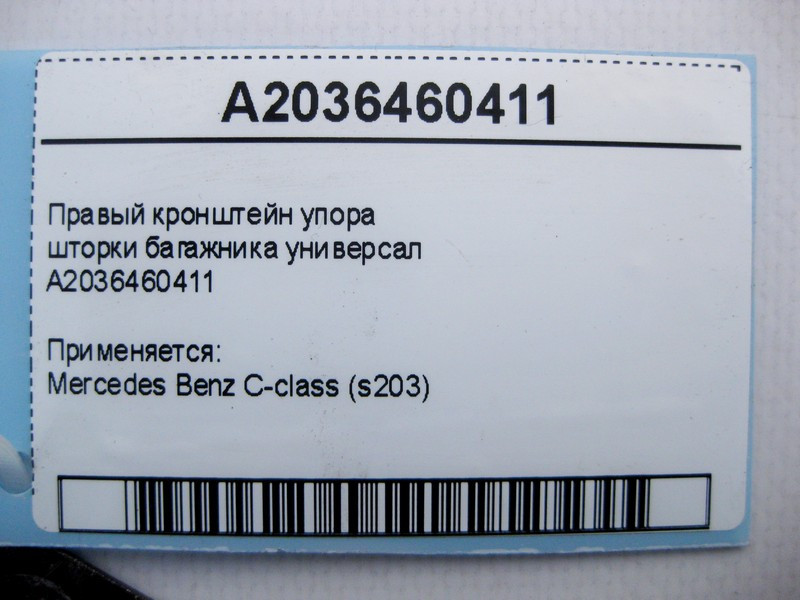 A2036460411
Правый кронштейн упора
шторки багажника универсал
A2036460411
Применяется:
Mercedes Benz C-class (s203)